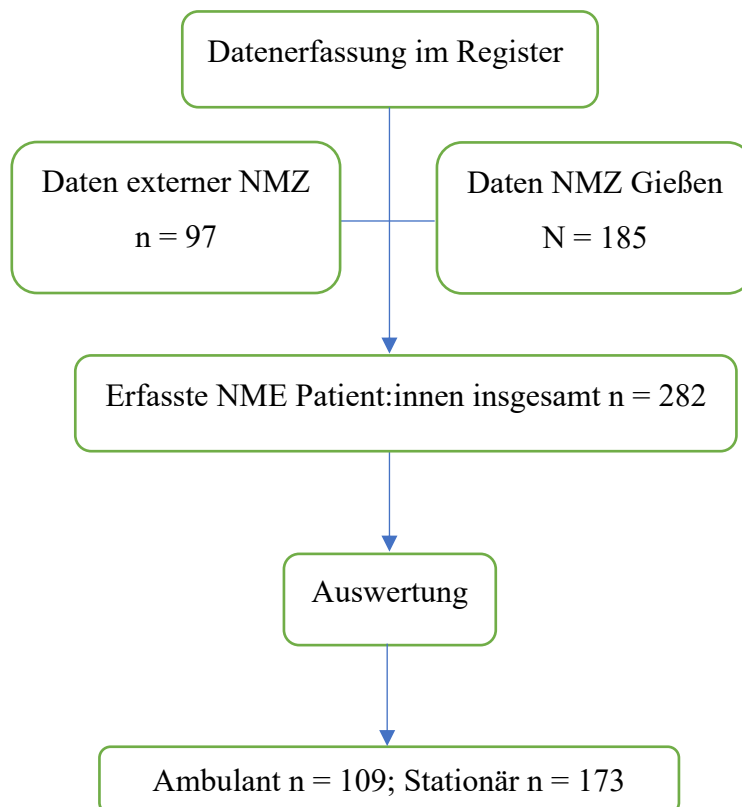 Datenerfassung im Register
Daten externer NMZ
n = 97
Daten NMZ Gießen
N = 185
Erfasste NME Patient:innen insgesamt n = 282
Auswertung
Ambulant n = 109; Stationär n = 173